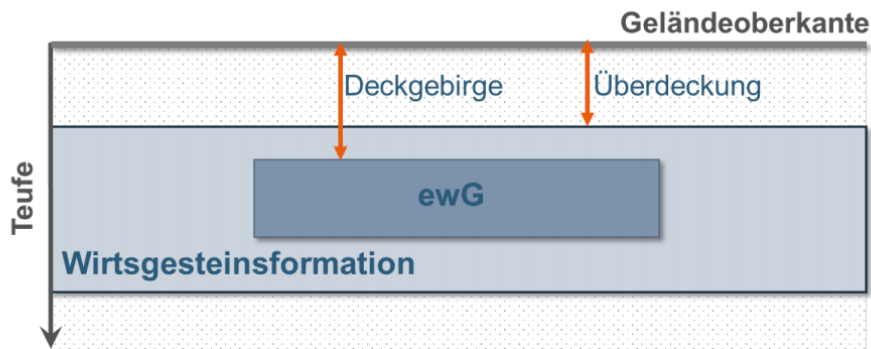 Geländeoberkante
Deckgebirge
Überdeckung
Teufe
ewG
Wirtsgesteinsformation